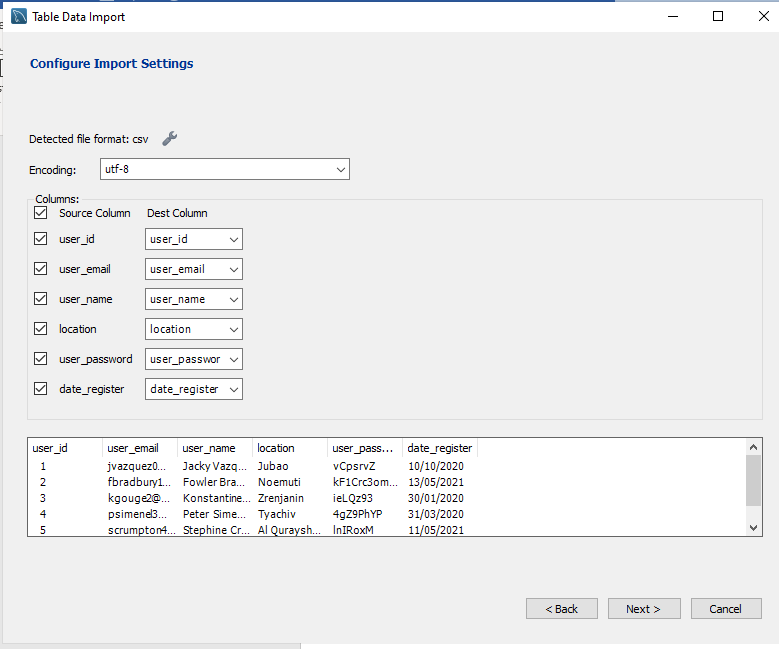 Table Data Import
Configure Import Settings
Detected file format: csv
Encoding: utf-8
Columns:
Source Column Dest Column
user_id user_id
user_email user_email
user_name user_name
location location
user_password user_passwor
date_register date_register
user_id user_email user_name location user_pass... date_register
1 jvazquez0... Jacky Vazq... Jubao vCpsrvZ 10/10/2020
2 fbradbury1... Fowler Bra... Noemuti kF1Crc3om... 13/05/2021
3 kgouge2@... Konstantine... Zrenjanin ieLQz93 30/01/2020
4 psimenel3... Peter Sime... Tyachiv 4gZ9PhYP 31/03/2020
5 scrumpton4... Stephine Cr... Al Quraysh... lnIRoxM 11/05/2021
< Back Next > Cancel